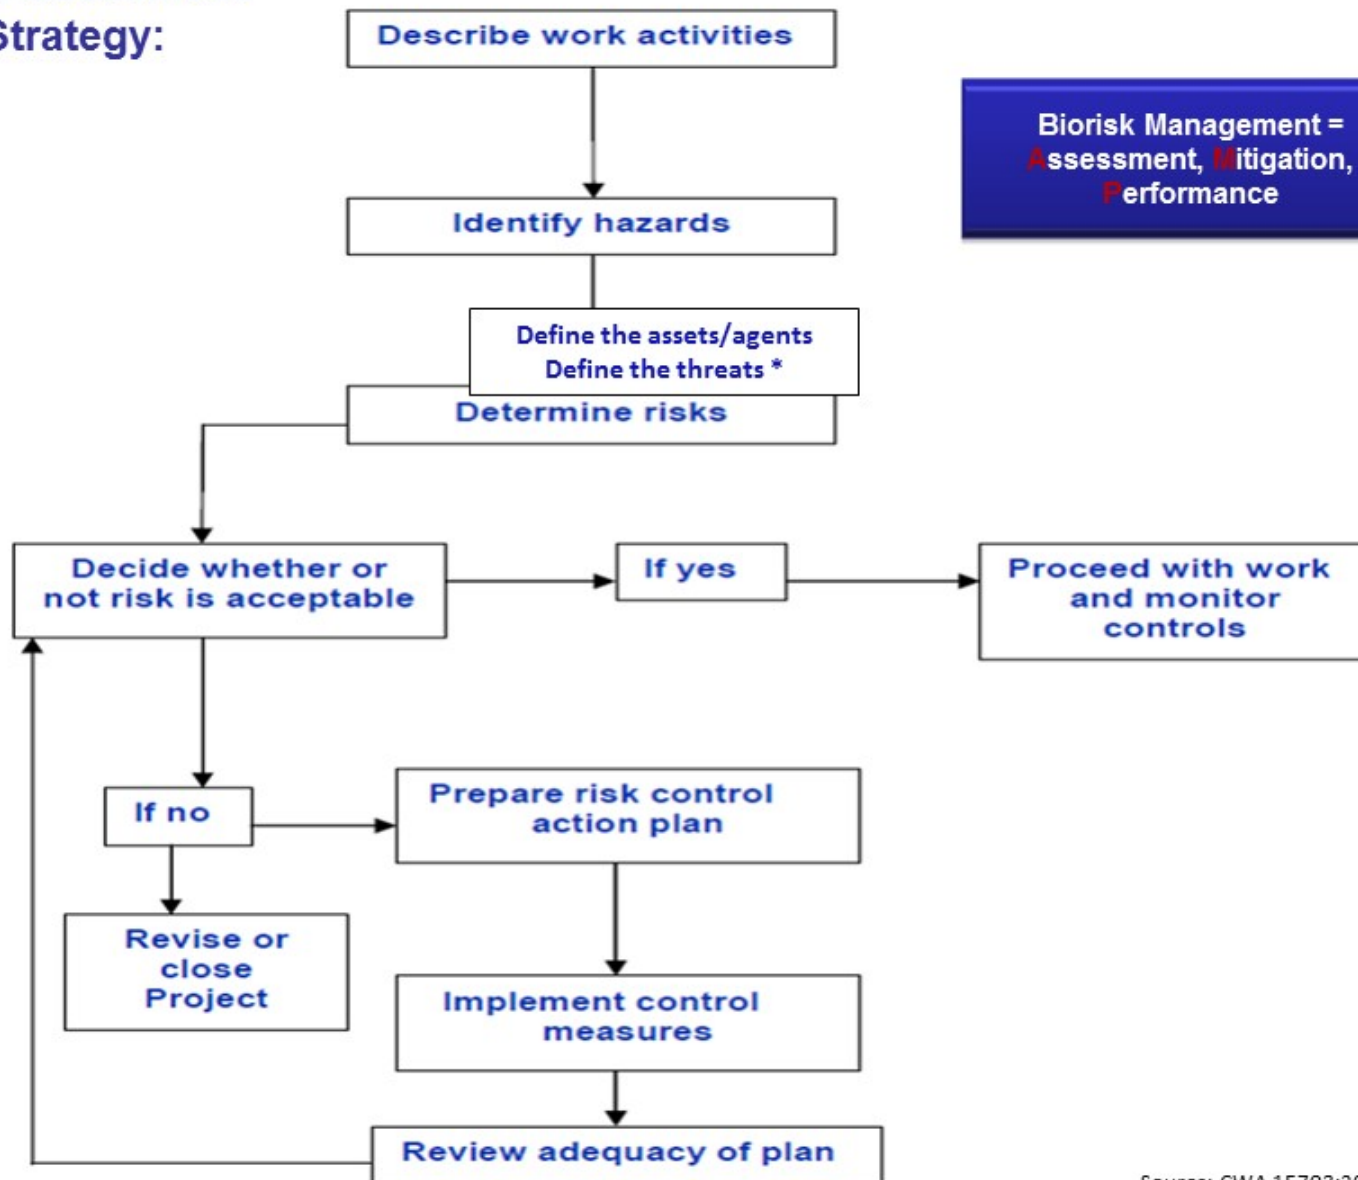 Strategy:
Describe work activities
Biorisk Management =
Assessment, Mitigation,
Performance
Identify hazards
Define the assets/agents
Define the threats *
Determine risks
Decide whether or
not risk is acceptable
If yes
Proceed with work
and monitor
controls
If no
Prepare risk control
action plan
Revise or
close
Project
Implement control
measures
Review adequacy of plan
Source: CWA